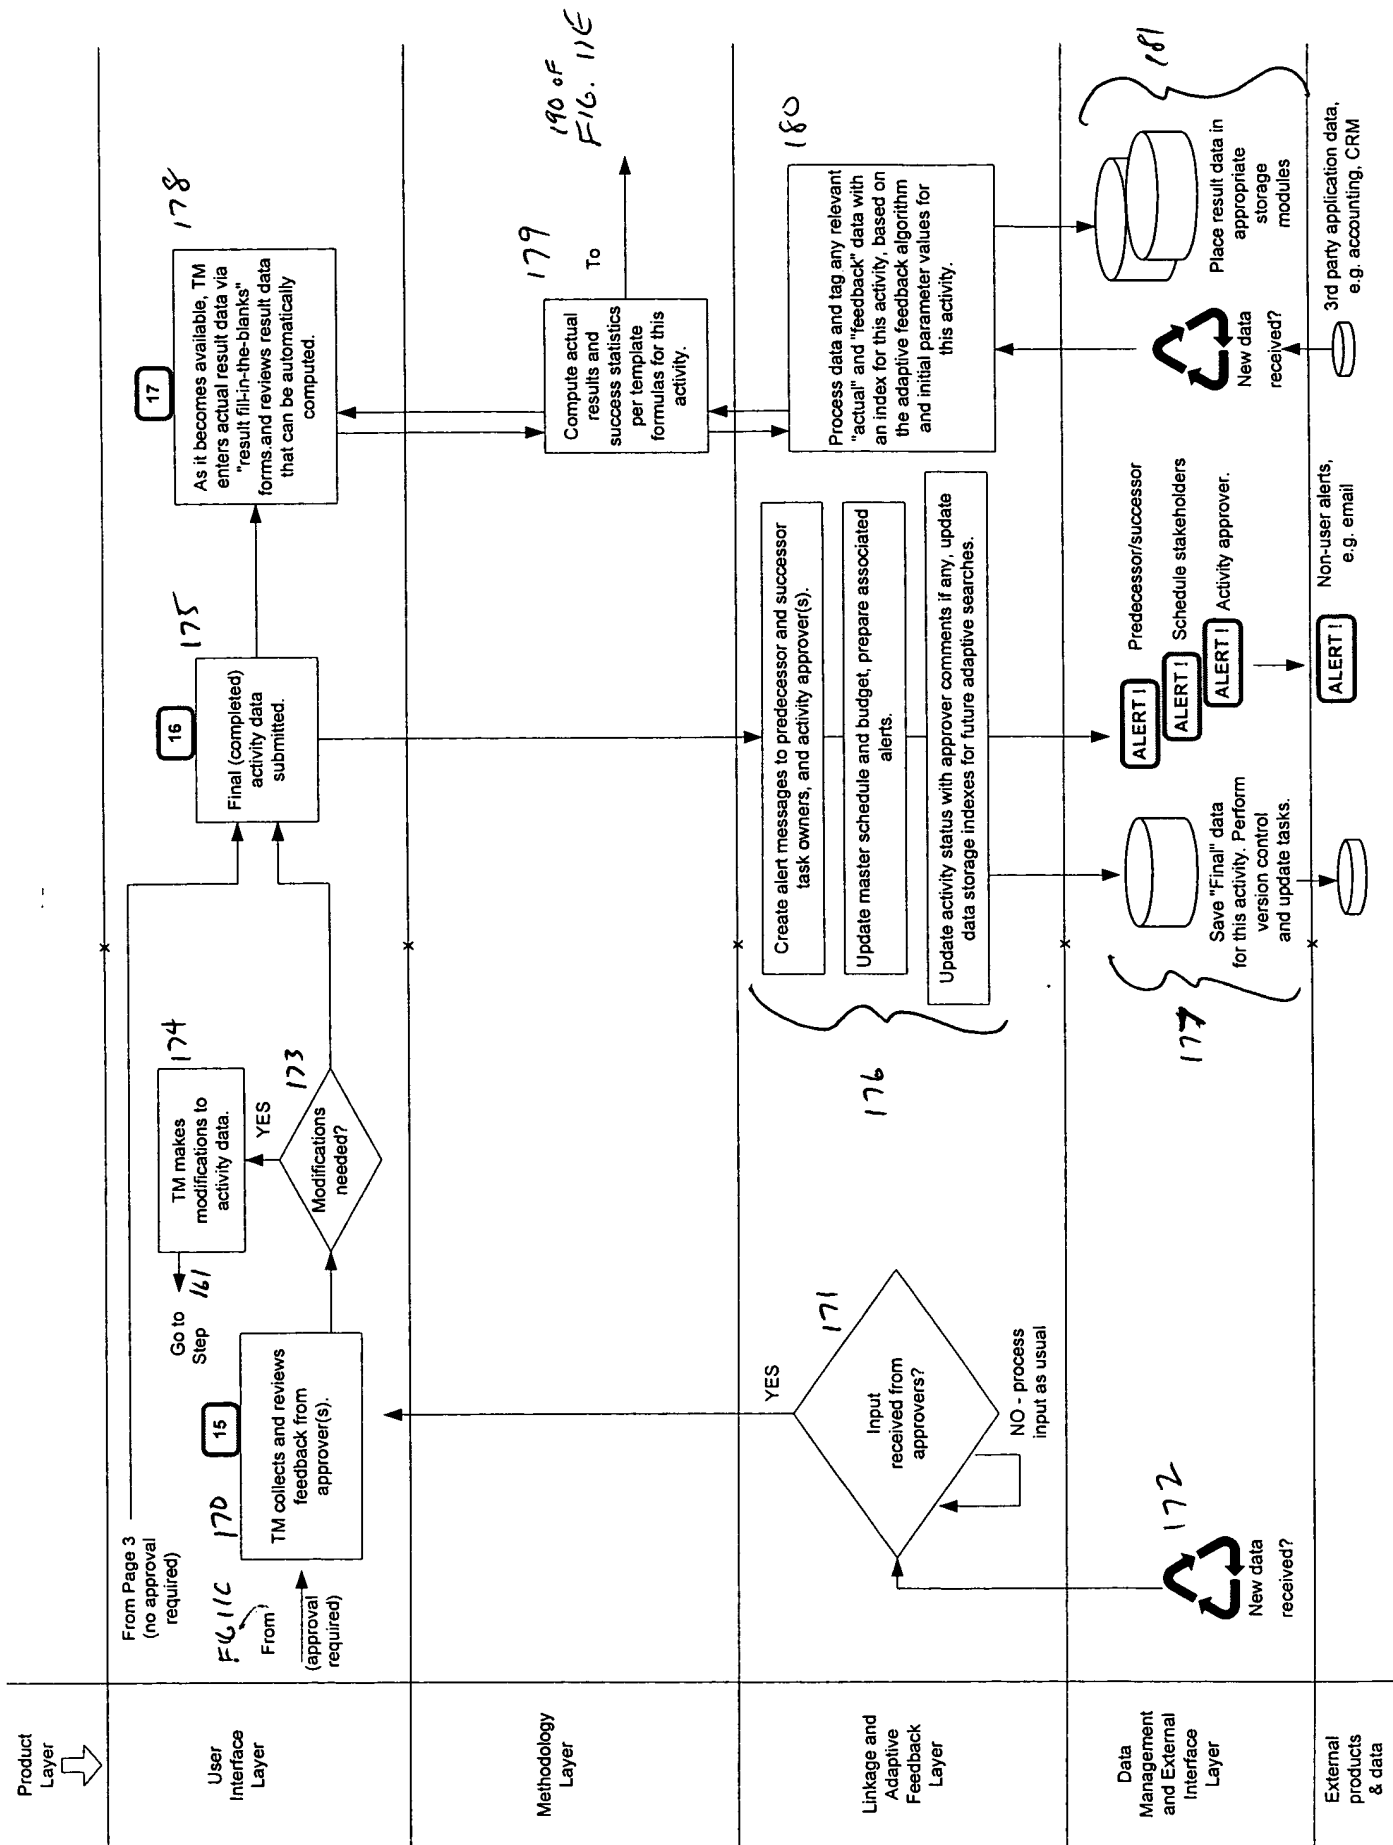 Product
Layer
User
Interface
Layer
Methodology
Layer
Linkage and
Adaptive
Feedback
Layer
Data
Management
and External
Interface
Layer
External
products
& data
From Page 3
(no approval
required)
FG 11C
From
(approval
required)
170
15
TM collects and reviews
feedback from
approver(s).
Go to
Step 161
TM makes
modifications to
activity data.
174
YES
173
Modifications
needed?
16
175
Final (completed)
activity data
submitted.
17
178
As it becomes available, TM
enters actual result data via
"result fill-in-the-blanks"
forms.and reviews result data
that can be automatically
computed.
Compute actual
results and
success statistics
per template
formulas for this
activity.
179
To
190 OF
FIG. 11E
YES
171
Input
received from
approvers?
NO - process
input as usual
176
Create alert messages to predecessor and successor
task owners, and activity approver(s).
Update master schedule and budget, prepare associated
alerts.
Update activity status with approver comments if any, update
data storage indexes for future adaptive searches.
180
Process data and tag any relevant
"actual" and "feedback" data with
an index for this activity, based on
the adaptive feedback algorithm
and initial parameter values for
this activity.
172
New data
received?
177
Save "Final" data
for this activity. Perform
version control
and update tasks.
ALERT !
Predecessor/successor
ALERT !
Schedule stakeholders
ALERT !
Activity approver.
New data
received?
Place result data in
appropriate
storage
modules
181
ALERT !
Non-user alerts,
e.g. email
3rd party application data,
e.g. accounting, CRM